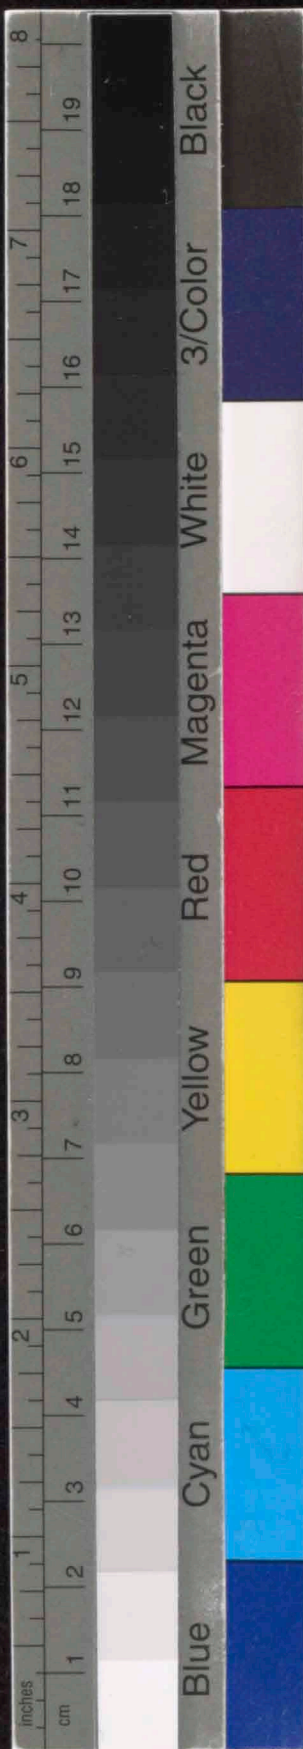 inches 1 2 3 4 5 6 7 8
cm 1 2 3 4 5 6 7 8 9 10 11 12 13 14 15 16 17 18 19
Blue Cyan Green Yellow Red Magenta White 3/Color Black